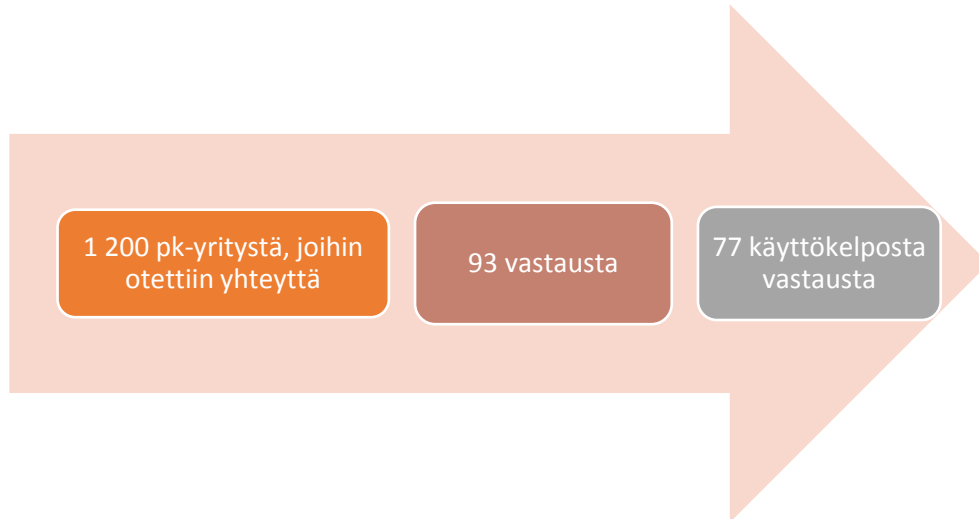 1 200 pk-yritystä, joihin
otettiin yhteyttä
93 vastausta
77 käyttökelposta
vastausta